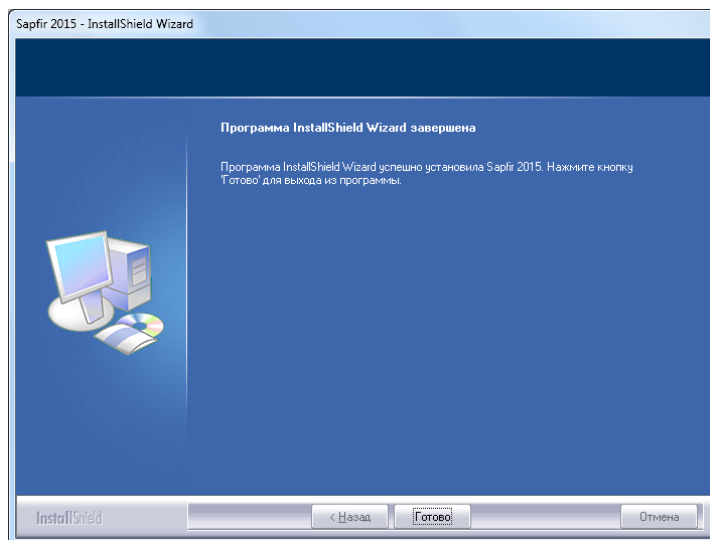 Sapfir 2015 - InstallShield Wizard
Программа InstallShield Wizard завершена
Программа InstallShield Wizard успешно установила Sapfir 2015. Нажмите кнопку
'Готово' для выхода из программы.
InstallShield
< Назад
Готово
Отмена